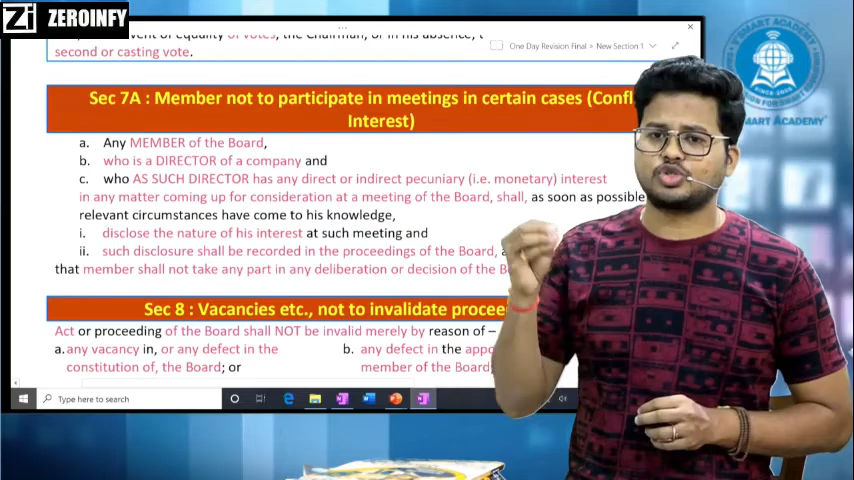 Zi ZEROINFY
of equality of votes, the Chairman, or in his absence,
second or casting vote.
One Day Revision Final > New Section 1
SMART ACADEMY
SINCE-2004
SMART ACADEMY
Sec 7A : Member not to participate in meetings in certain cases (Confl
Interest)
a. Any MEMBER of the Board,
b. who is a DIRECTOR of a company and
c. who AS SUCH DIRECTOR has any direct or indirect pecuniary (i.e. monetary) interest
in any matter coming up for consideration at a meeting of the Board, shall, as soon as possible
relevant circumstances have come to his knowledge,
i. disclose the nature of his interest at such meeting and
ii. such disclosure shall be recorded in the proceedings of the Board, a
that member shall not take any part in any deliberation or decision of the B
Sec 8 : Vacancies etc., not to invalidate procee
Act or proceeding of the Board shall NOT be invalid merely by reason of –
a. any vacancy in, or any defect in the b. any defect in the appo
constitution of, the Board; or member of the Board;
Type here to search